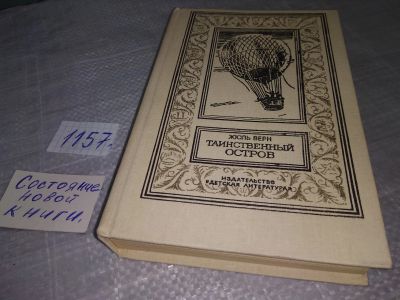 1157.
Состояние
новой
книги.
ЖЮЛЬ ВЕРН
ТАИНСТВЕННЫЙ
ОСТРОВ
ИЗДАТЕЛЬСТВО
«ДЕТСКАЯ ЛИТЕРАТУРА»